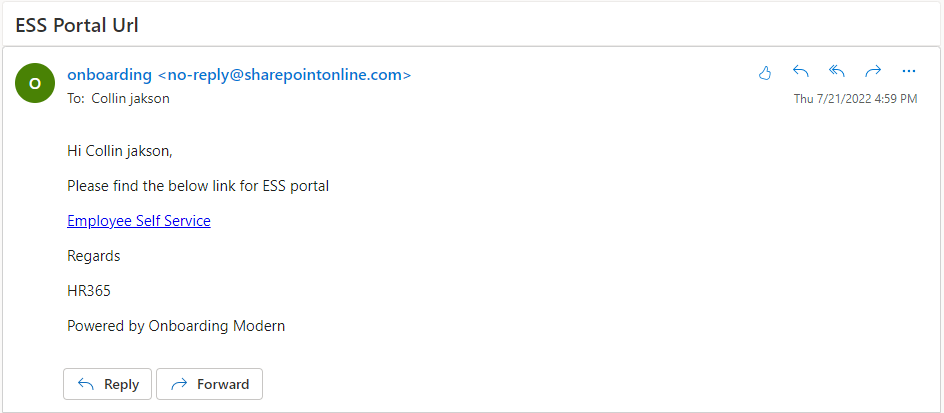 ESS Portal Url
O
onboarding <no-reply@sharepointonline.com>
To: Collin jakson
Thu 7/21/2022 4:59 PM
Hi Collin jakson,
Please find the below link for ESS portal
Employee Self Service
Regards
HR365
Powered by Onboarding Modern
Reply Forward